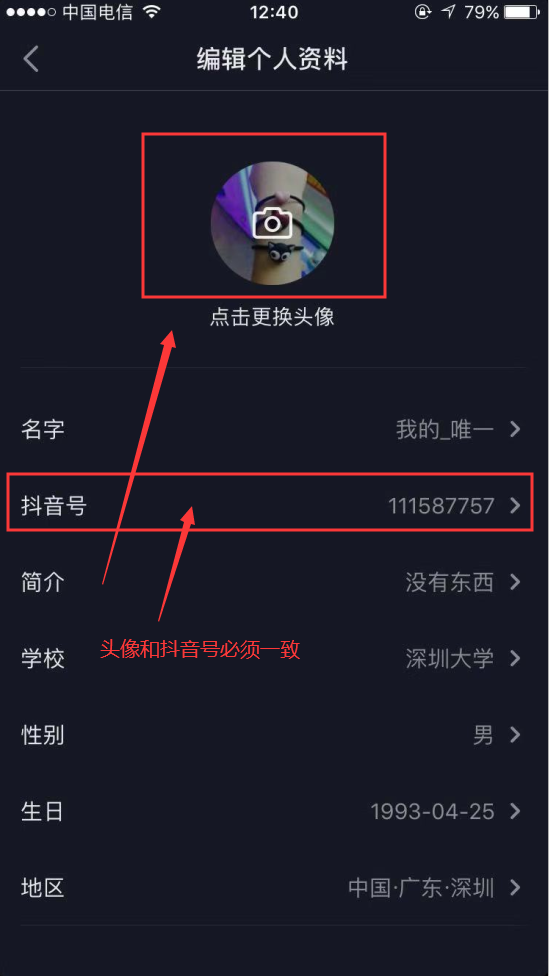 中国电信 12:40 79%
编辑个人资料
点击更换头像
名字 我的_唯一
抖音号 111587757
简介 没有东西
头像和抖音号必须一致
学校 深圳大学
性别 男
生日 1993-04-25
地区 中国·广东·深圳